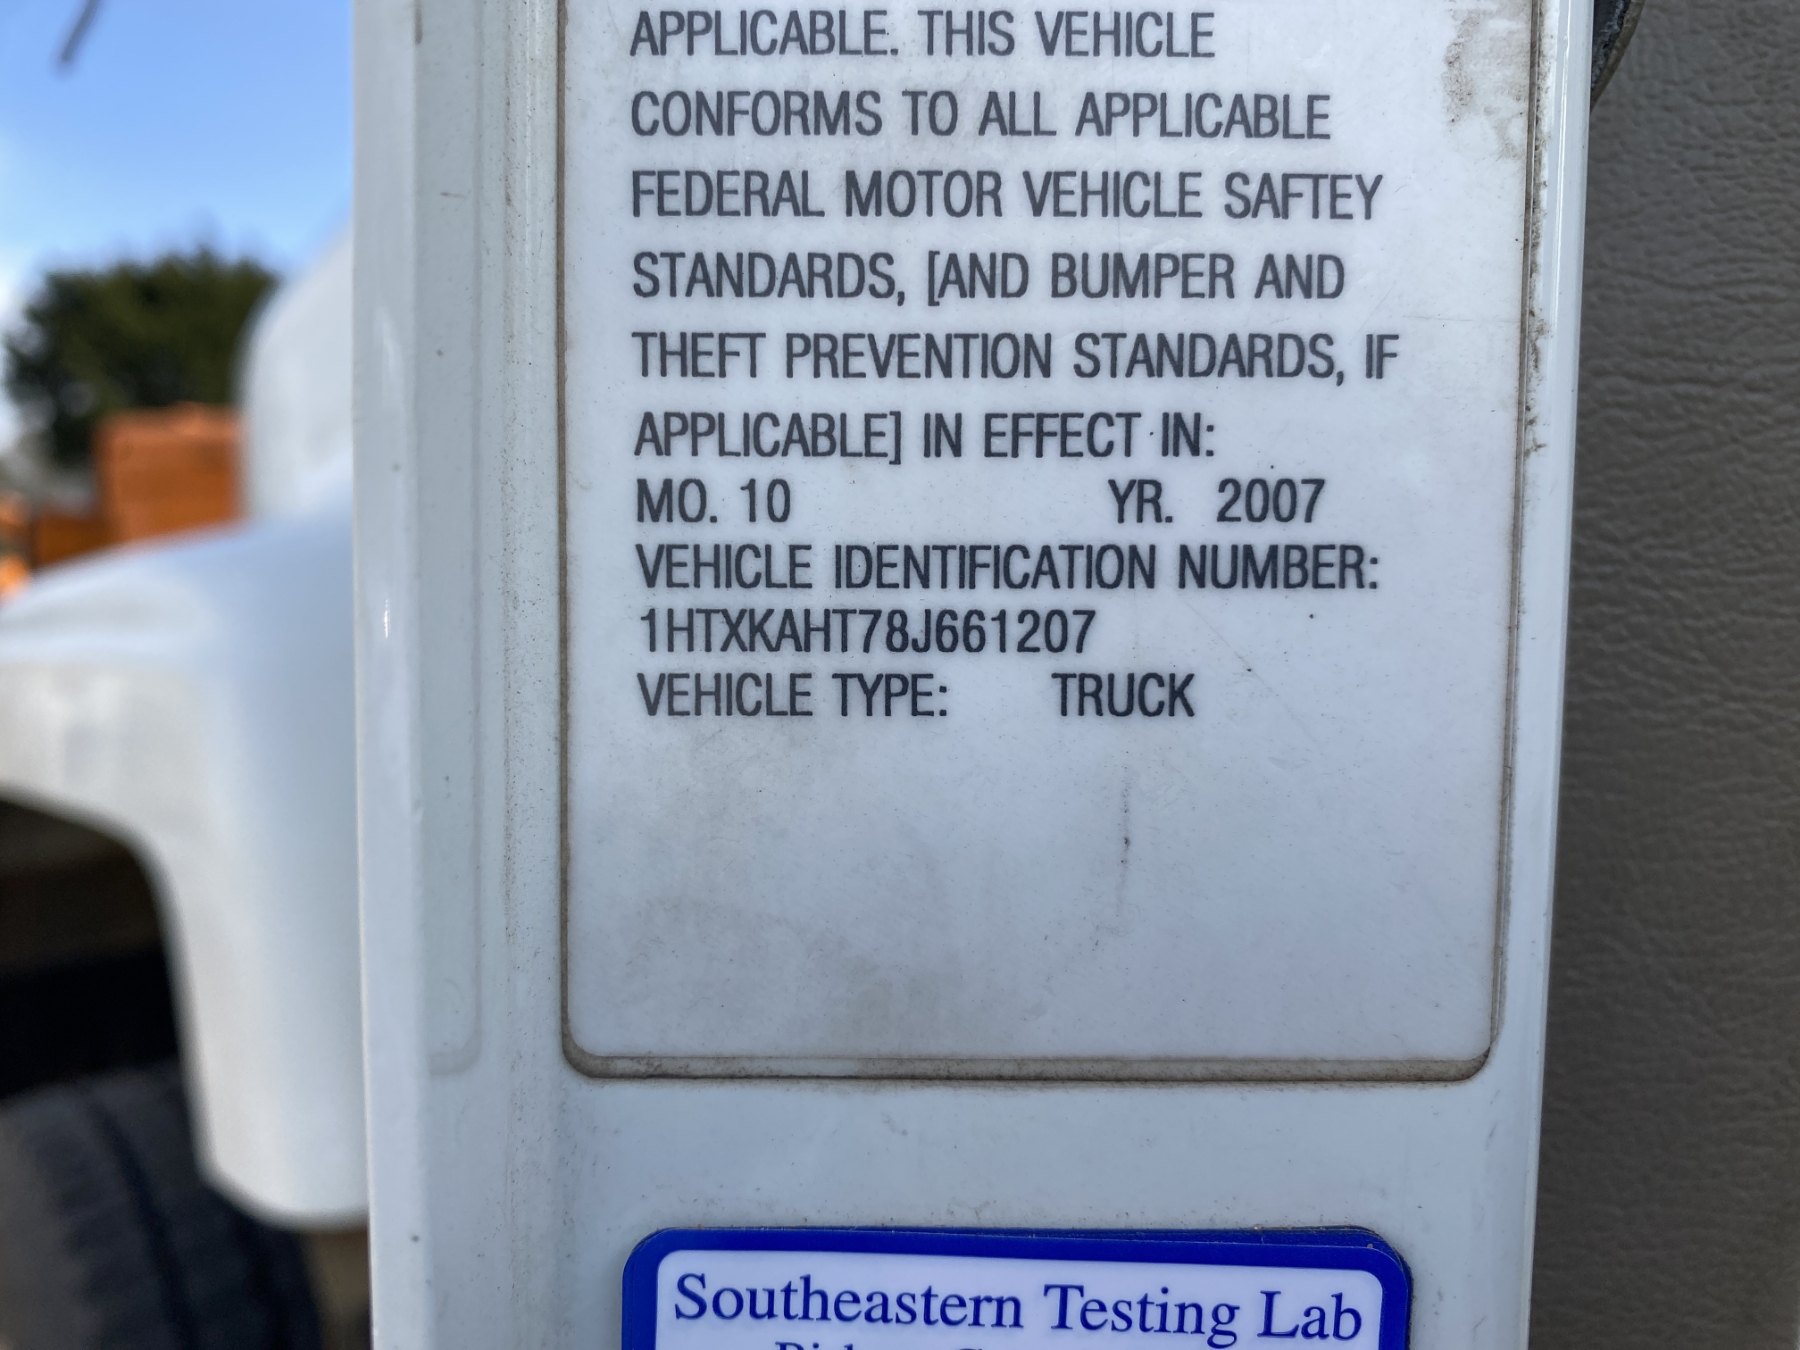 APPLICABLE. THIS VEHICLE
CONFORMS TO ALL APPLICABLE
FEDERAL MOTOR VEHICLE SAFTEY
STANDARDS, [AND BUMPER AND
THEFT PREVENTION STANDARDS, IF
APPLICABLE] IN EFFECT IN:
MO. 10 YR. 2007
VEHICLE IDENTIFICATION NUMBER:
1HTXKAHT78J661207
VEHICLE TYPE: TRUCK
Southeastern Testing Lab